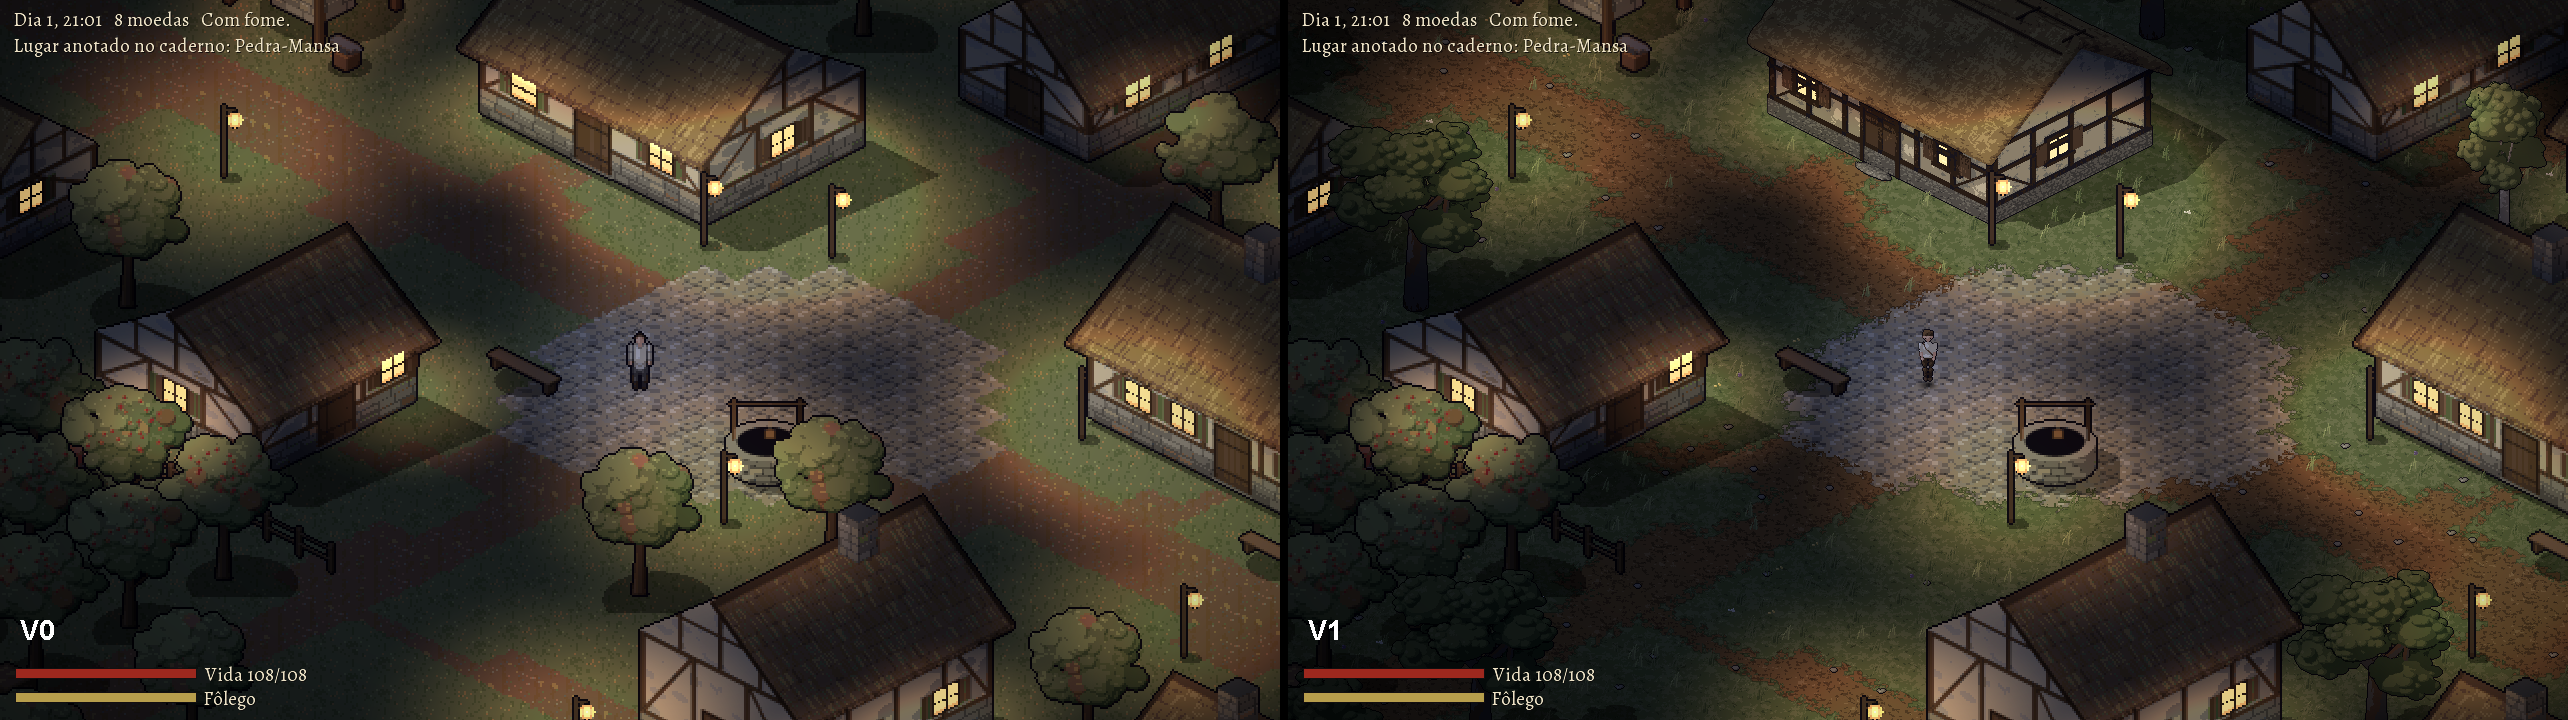 Dia 1, 21:01 8 moedas Com fome.
Lugar anotado no caderno: Pedra-Mansa
V0
Vida 108/108
Fôlego
Dia 1, 21:01 8 moedas Com fome.
Lugar anotado no caderno: Pedra-Mansa
V1
Vida 108/108
Fôlego